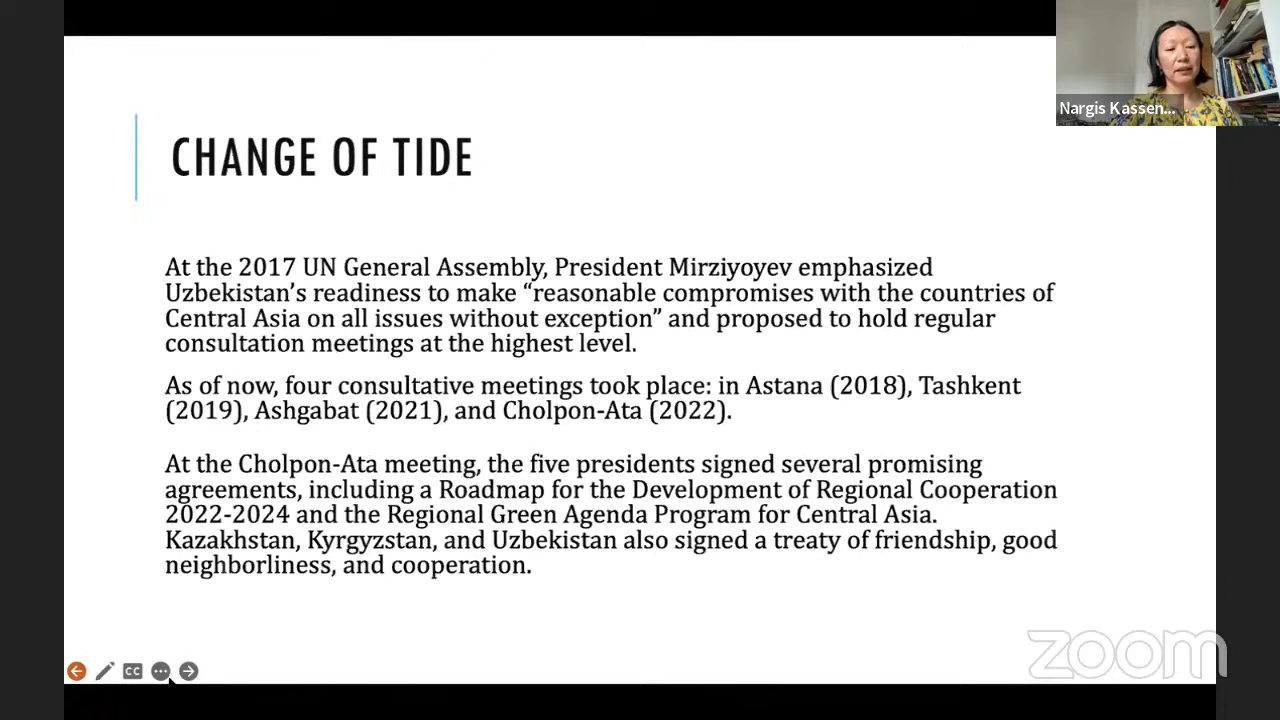 Nargis Kassen...
CHANGE OF TIDE
At the 2017 UN General Assembly, President Mirziyoyev emphasized
Uzbekistan’s readiness to make “reasonable compromises with the countries of
Central Asia on all issues without exception” and proposed to hold regular
consultation meetings at the highest level.
As of now, four consultative meetings took place: in Astana (2018), Tashkent
(2019), Ashgabat (2021), and Cholpon-Ata (2022).
At the Cholpon-Ata meeting, the five presidents signed several promising
agreements, including a Roadmap for the Development of Regional Cooperation
2022-2024 and the Regional Green Agenda Program for Central Asia.
Kazakhstan, Kyrgyzstan, and Uzbekistan also signed a treaty of friendship, good
neighborliness, and cooperation.
CC
zoom